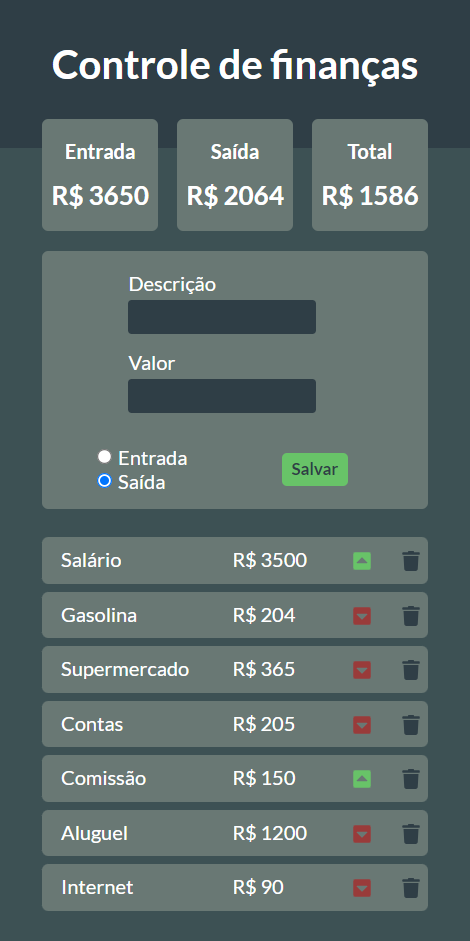 Controle de finanças
Entrada Saída Total
R$ 3650 R$ 2064 R$ 1586
Descrição
Valor
Entrada
Saída
Salvar
Salário R$ 3500
Gasolina R$ 204
Supermercado R$ 365
Contas R$ 205
Comissão R$ 150
Aluguel R$ 1200
Internet R$ 90